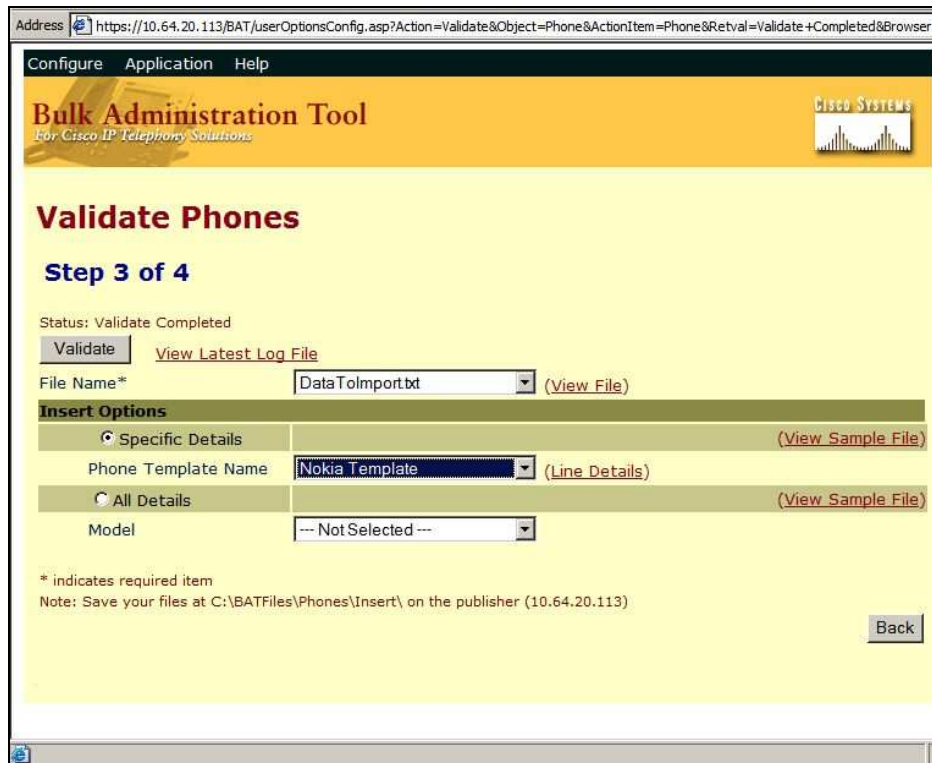 Address https://10.64.20.113/BAT/userOptionsConfig.asp?Action=Validate&Object=Phone&ActionItem=Phone&Retval=Validate+Completed&Browser
Configure Application Help
Bulk Administration Tool
For Cisco IP Telephony Solutions
CISCO SYSTEMS
Validate Phones
Step 3 of 4
Status: Validate Completed
Validate View Latest Log File
File Name* DataToImport.txt (View File)
Insert Options
Specific Details (View Sample File)
Phone Template Name Nokia Template (Line Details)
All Details (View Sample File)
Model --- Not Selected ---
* indicates required item
Note: Save your files at C:\BATFiles\Phones\Insert\ on the publisher (10.64.20.113)
Back